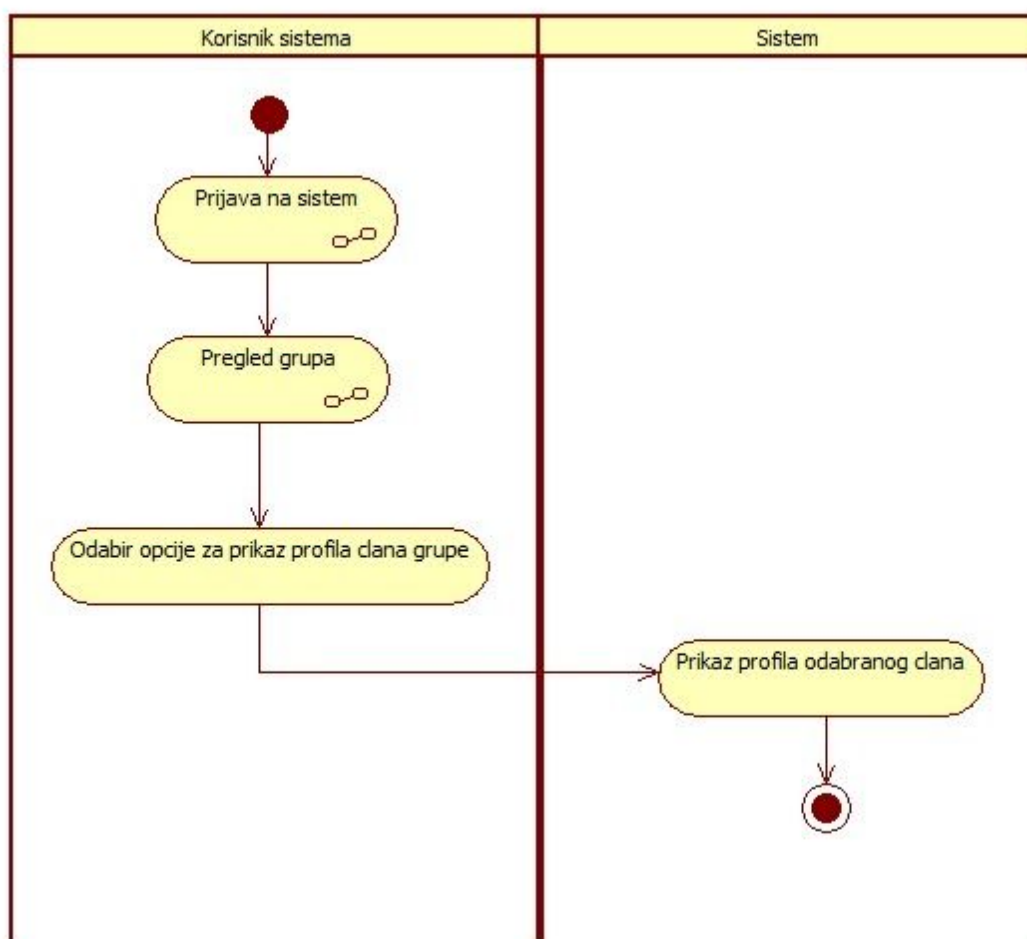 Korisnik sistema
Sistem
Prijava na sistem
Pregled grupa
Odabir opcije za prikaz profila clana grupe
Prikaz profila odabranog clana